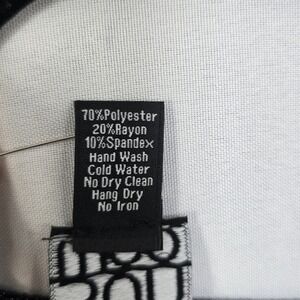 70%Polyester
20%Rayon
10%Spandex
Hand Wash
Cold Water
No Dry Clean
Hang Dry
No Iron